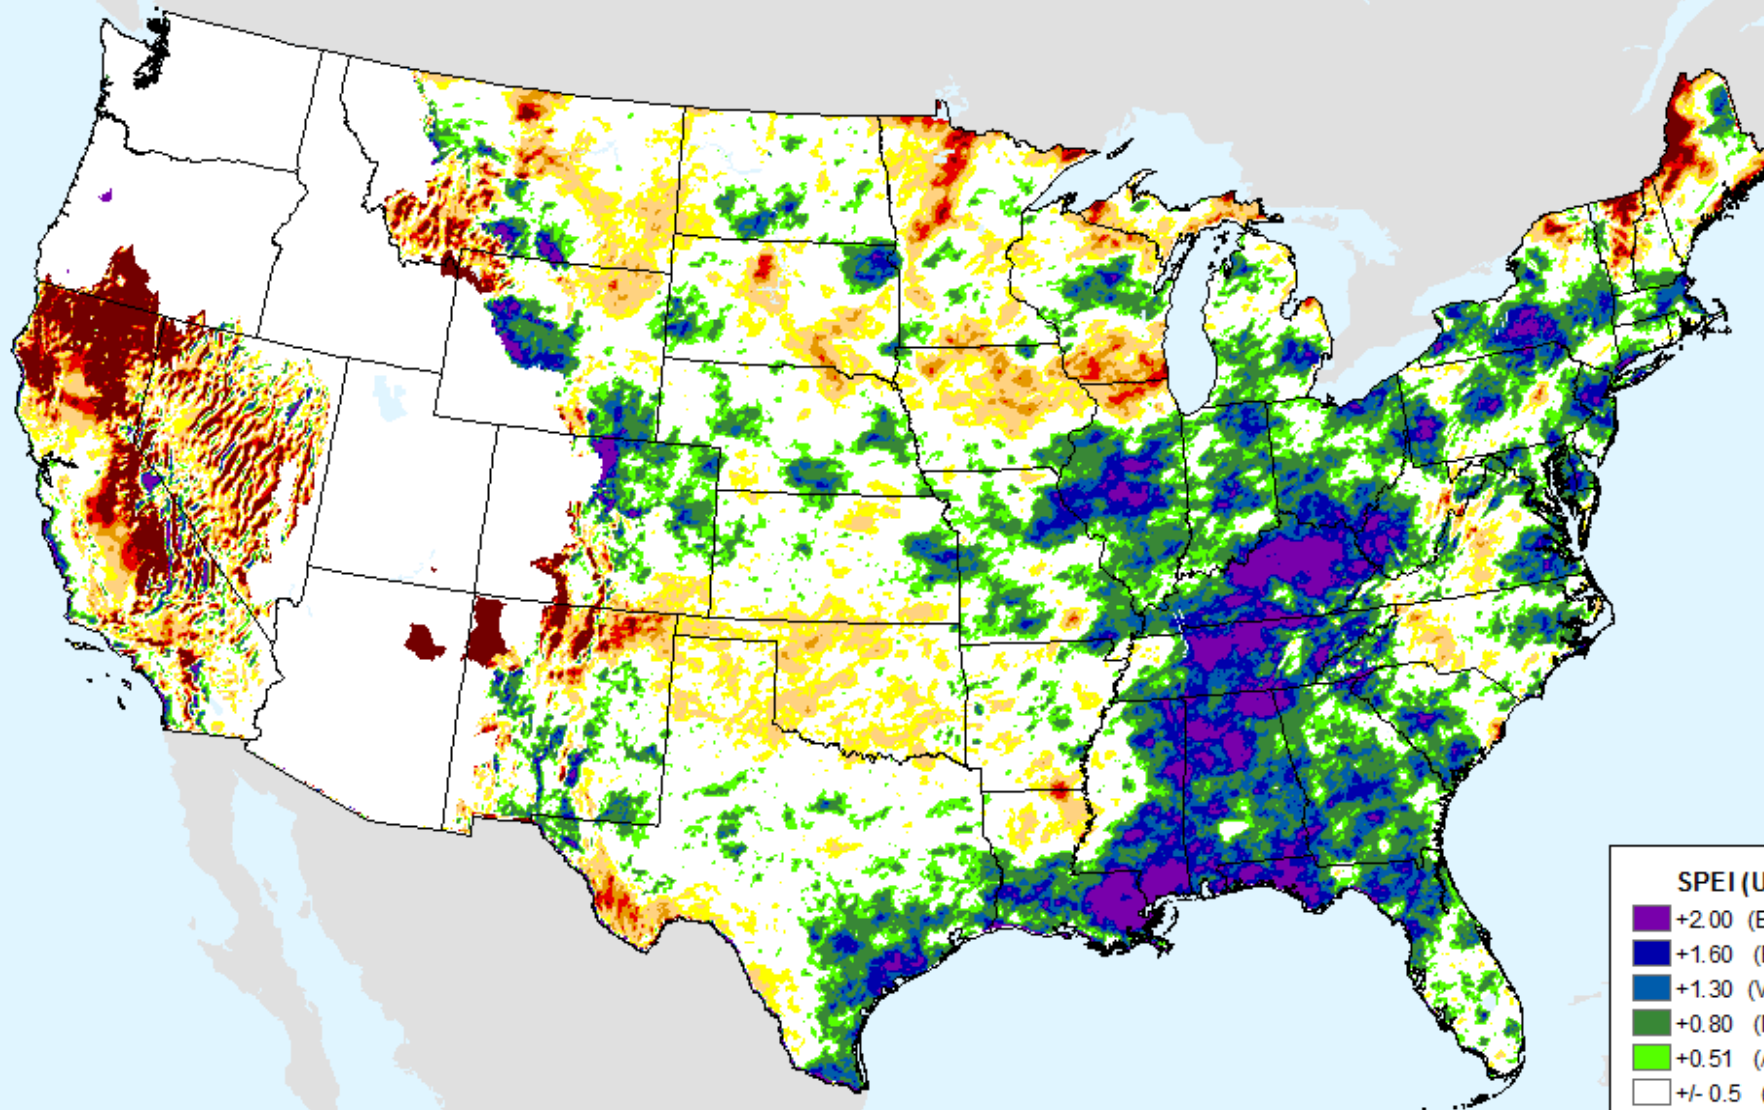 SPEI (U
+2.00 (E
+1.60 (
+1.30 (V
+0.80 (
+0.51 (
+/- 0.5 (